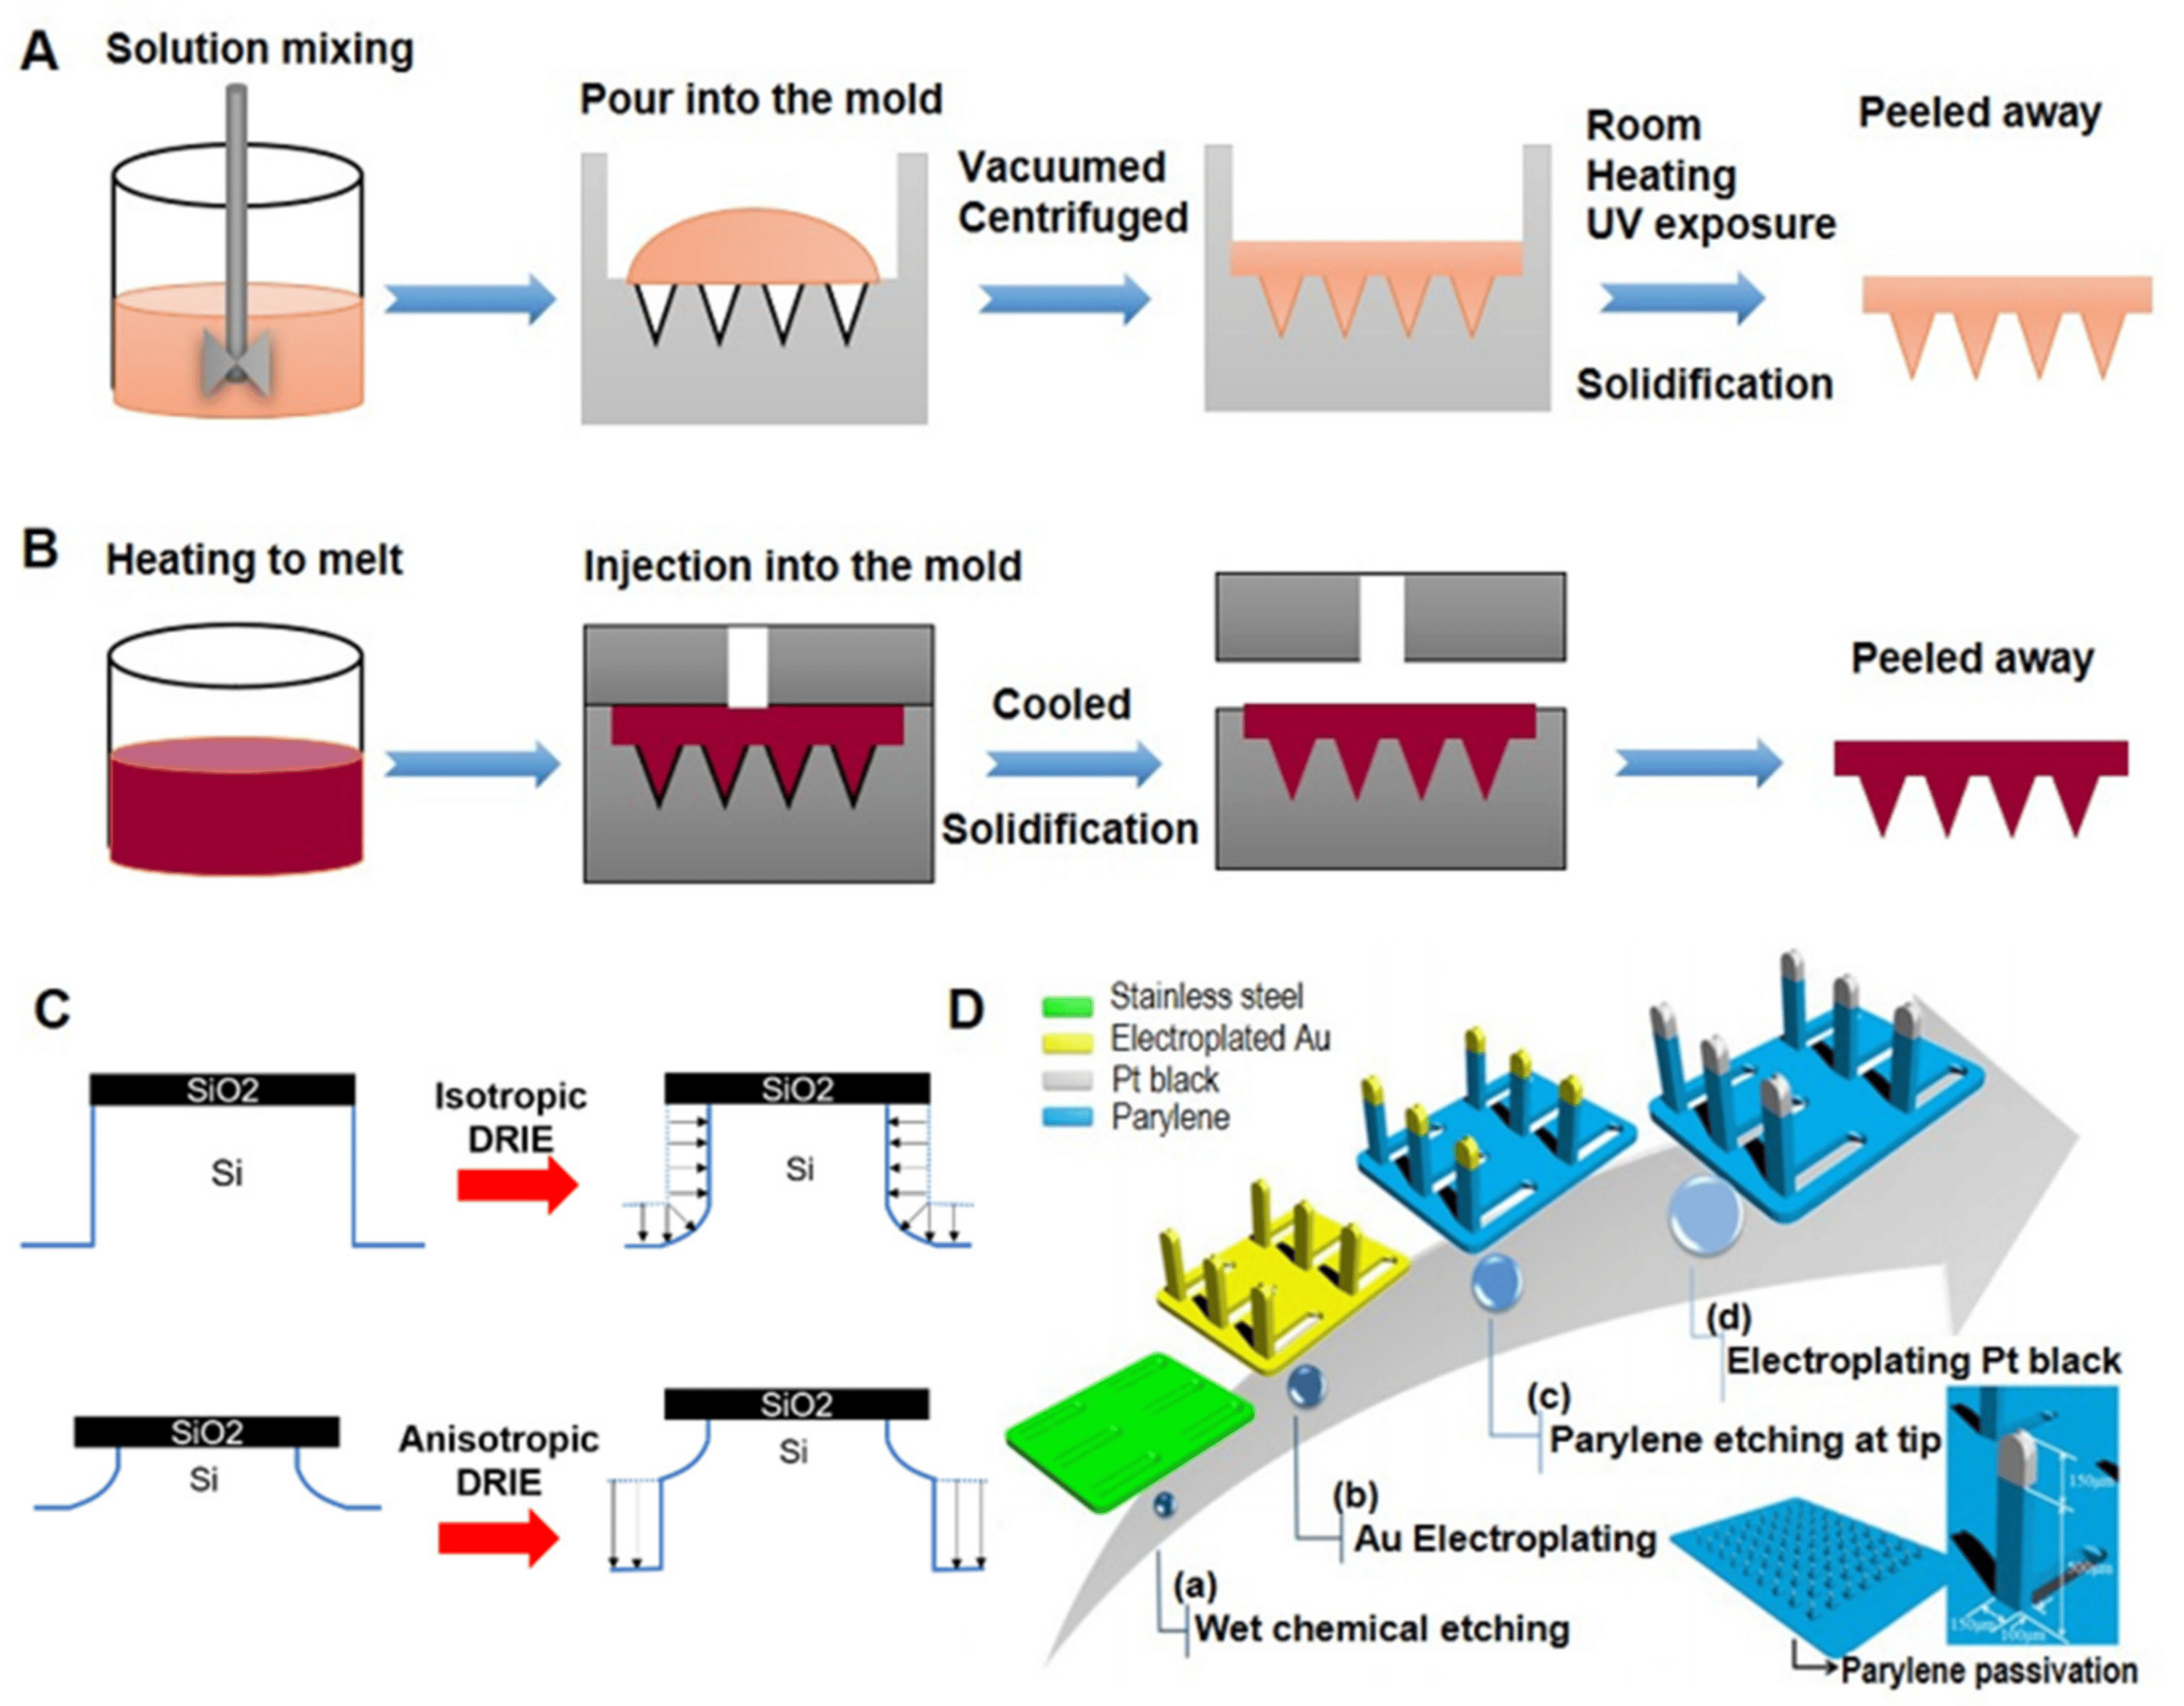 A
Solution mixing
Pour into the mold
Vacuumed
Centrifuged
Room
Heating
UV exposure
Solidification
Peeled away
B
Heating to melt
Injection into the mold
Cooled
Solidification
Peeled away
C
SiO2
Si
Isotropic
DRIE
SiO2
Si
SiO2
Si
Anisotropic
DRIE
SiO2
Si
D
Stainless steel
Electroplated Au
Pt black
Parylene
(a)
Wet chemical etching
(b)
Au Electroplating
(c)
Parylene etching at tip
(d)
Electroplating Pt black
150μm
150μm
100μm
Parylene passivation